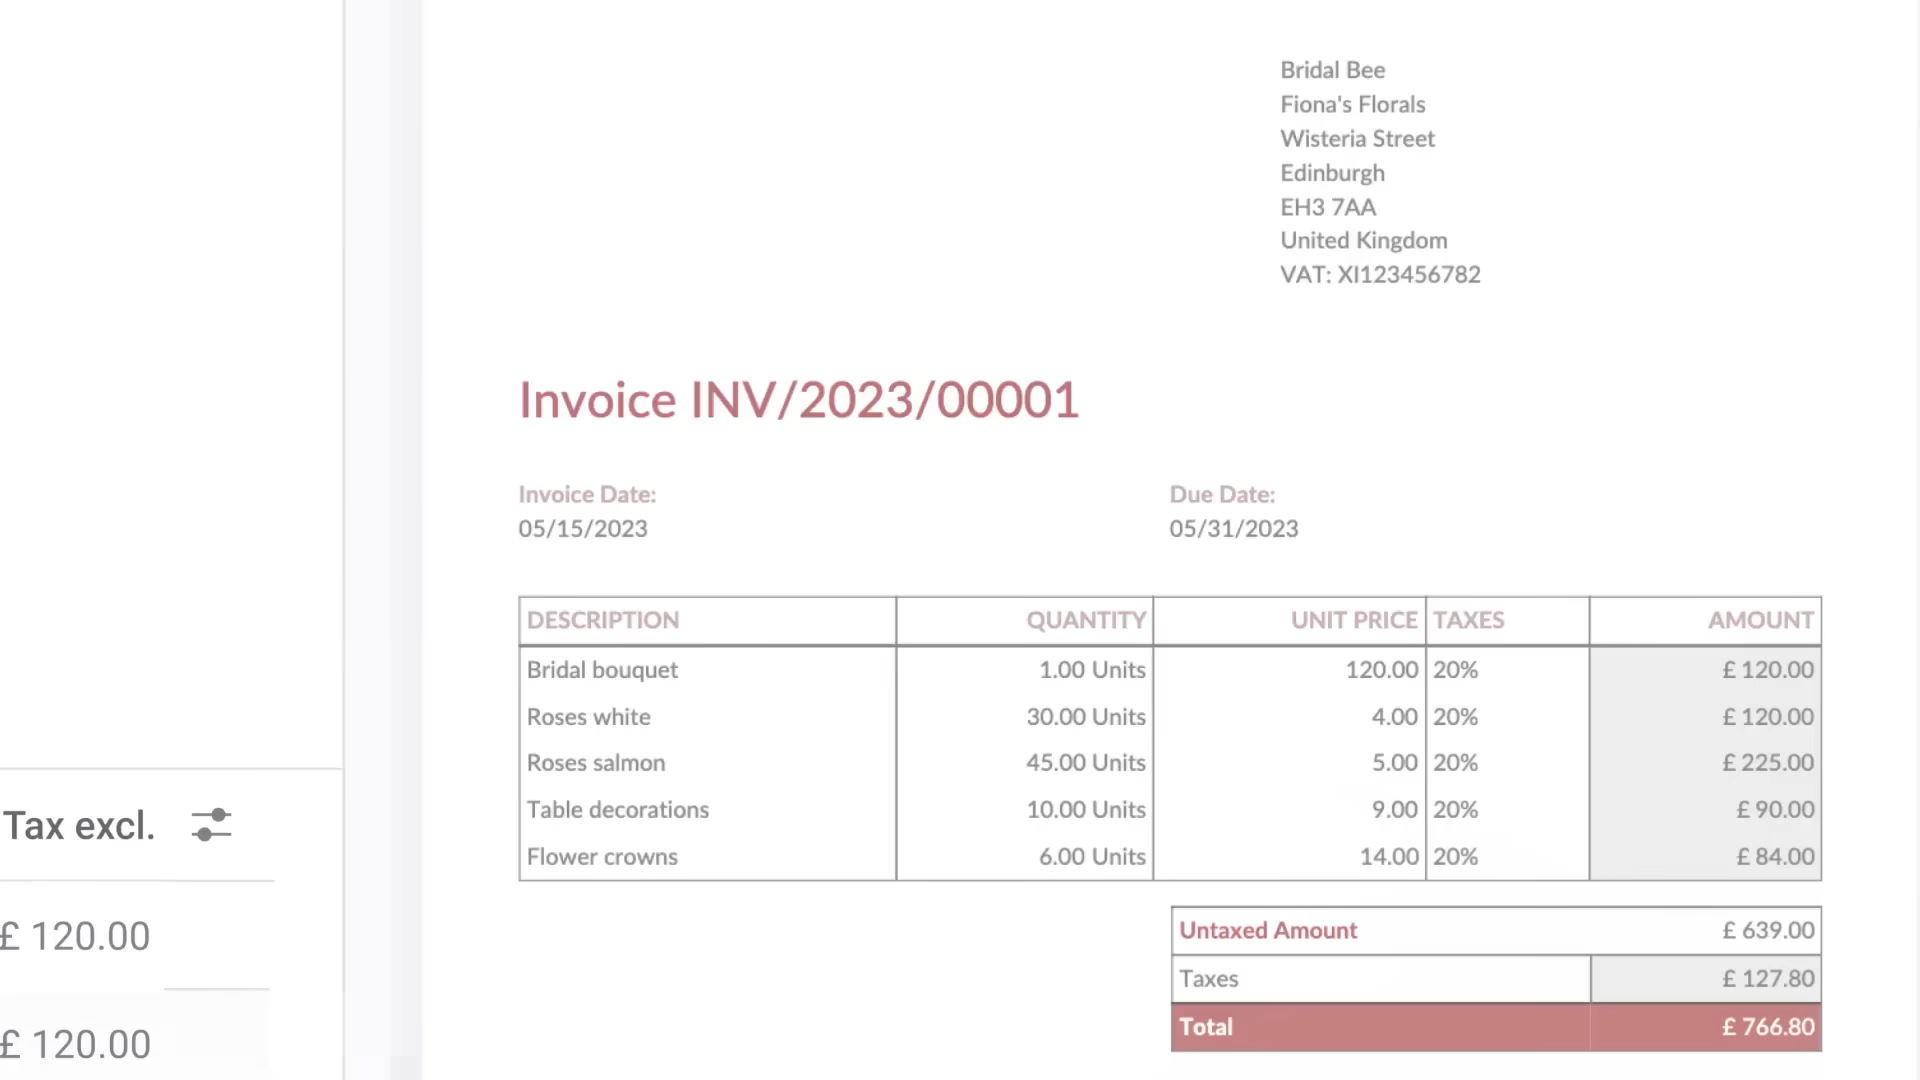 Bridal Bee
Fiona's Florals
Wisteria Street
Edinburgh
EH3 7AA
United Kingdom
VAT: XI123456782
Invoice INV/2023/00001
Invoice Date:
05/15/2023
Due Date:
05/31/2023
DESCRIPTION QUANTITY UNIT PRICE TAXES AMOUNT
Bridal bouquet 1.00 Units 120.00 20% £ 120.00
Roses white 30.00 Units 4.00 20% £ 120.00
Roses salmon 45.00 Units 5.00 20% £ 225.00
Table decorations 10.00 Units 9.00 20% £ 90.00
Flower crowns 6.00 Units 14.00 20% £ 84.00
Untaxed Amount £ 639.00
Taxes £ 127.80
Total £ 766.80
Tax excl.
£ 120.00
£ 120.00